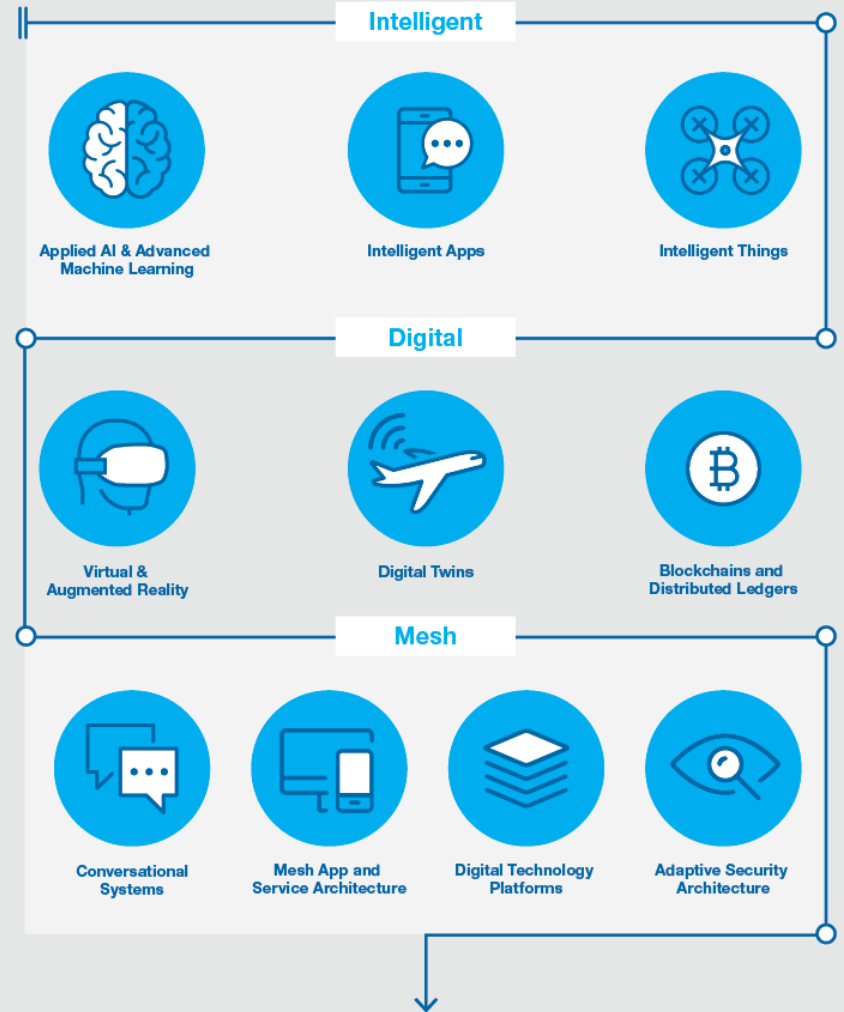 Intelligent
Applied AI & Advanced
Machine Learning
Intelligent Apps
Intelligent Things
Digital
Virtual &
Augmented Reality
Digital Twins
Blockchains and
Distributed Ledgers
Mesh
Conversational
Systems
Mesh App and
Service Architecture
Digital Technology
Platforms
Adaptive Security
Architecture